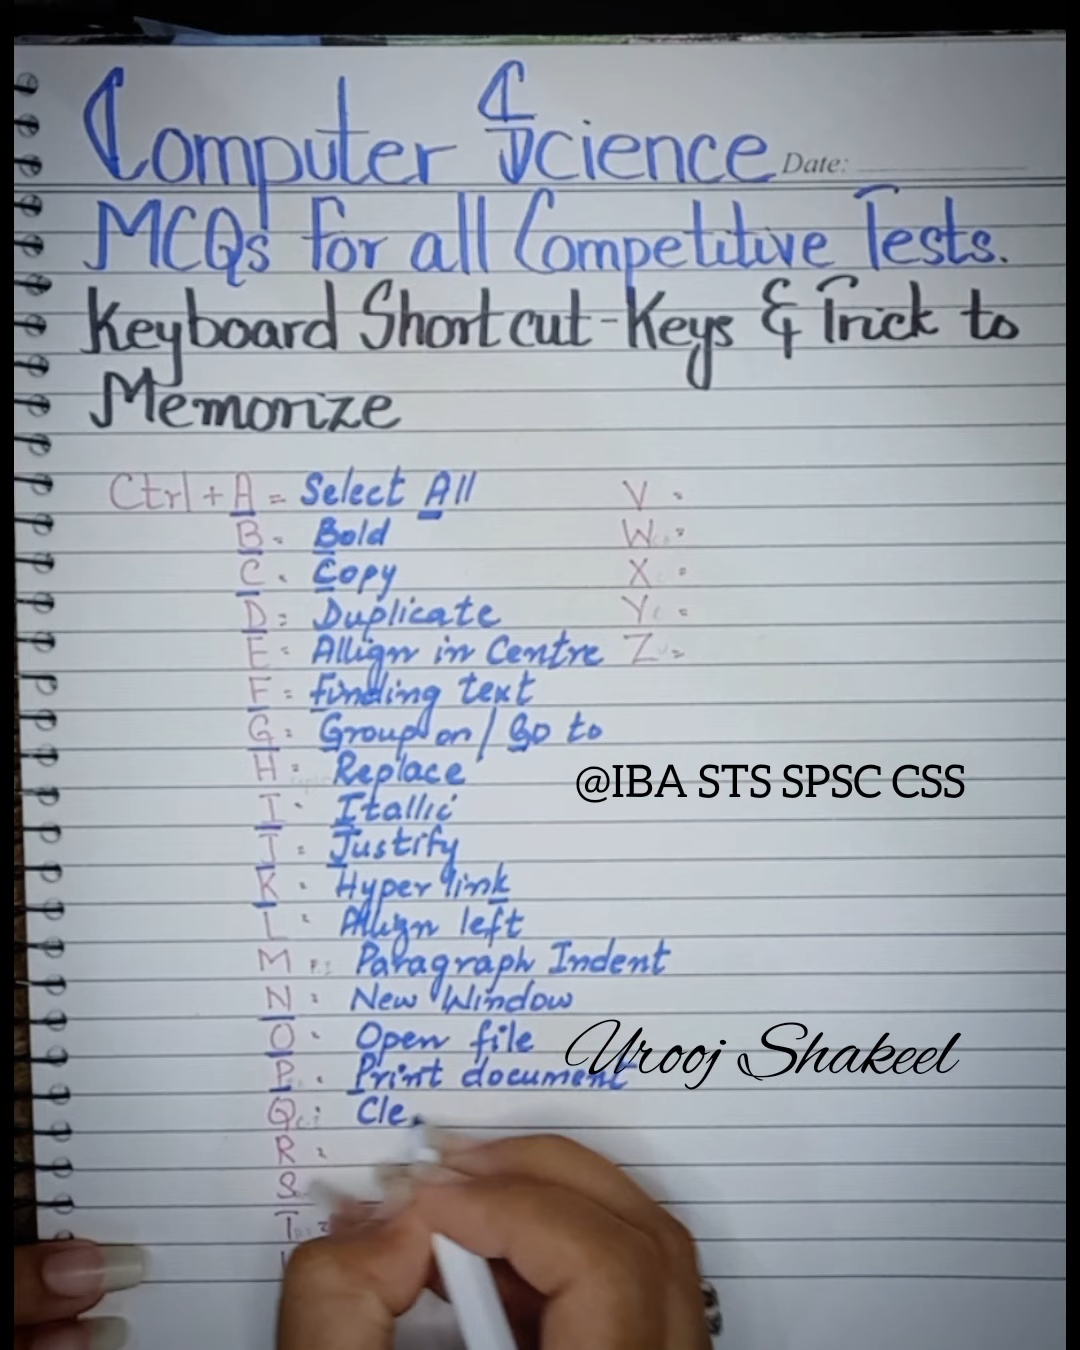 Computer Science
Date:
MCQs for all Competitive Tests.
Keyboard Short cut-Keys & Trick to
Memorize
Ctrl + A = Select All
B = Bold
C = Copy
D = Duplicate
E = Allign in Centre
F = finding text
G = Group on / Go to
H = Replace
I = Itallic
J = Justify
K = Hyper link
L = Allign left
M = Paragraph Indent
N = New Window
O = Open file
P = Print document
Q = Cle
R =
S
T =
V =
W =
X =
Y =
Z =
@IBA STS SPSC CSS
Urooj Shakeel